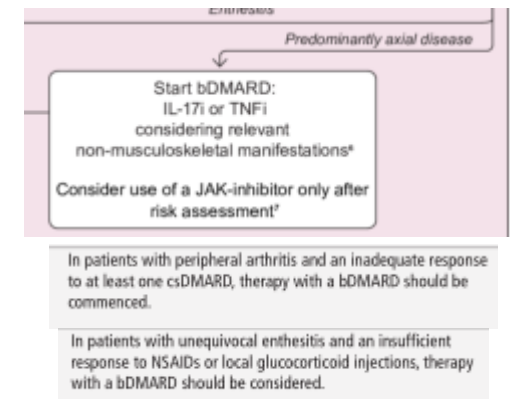 Enthesitis
Predominantly axial disease
Start bDMARD:
IL-17i or TNFi
considering relevant
non-musculoskeletal manifestations⁶
Consider use of a JAK-inhibitor only after
risk assessment⁷
In patients with peripheral arthritis and an inadequate response
to at least one csDMARD, therapy with a bDMARD should be
commenced.
In patients with unequivocal enthesitis and an insufficient
response to NSAIDs or local glucocorticoid injections, therapy
with a bDMARD should be considered.